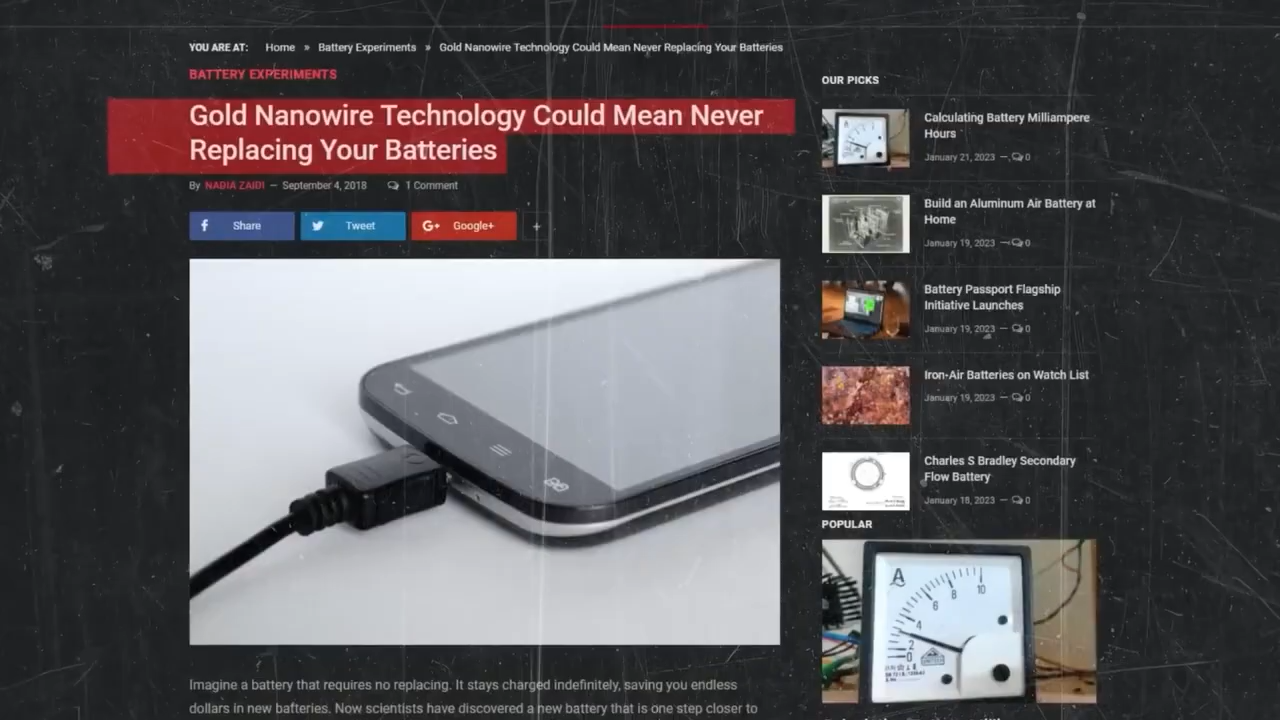 YOU ARE AT: Home » Battery Experiments » Gold Nanowire Technology Could Mean Never Replacing Your Batteries
BATTERY EXPERIMENTS
Gold Nanowire Technology Could Mean Never
Replacing Your Batteries
By NADIA ZAIDI — September 4, 2018 1 Comment
Share Tweet G+ Google+ +
Imagine a battery that requires no replacing. It stays charged indefinitely, saving you endless
dollars in new batteries. Now scientists have discovered a new battery that is one step closer to
OUR PICKS
Calculating Battery Milliampere
Hours
January 21, 2023 — 0
Build an Aluminum Air Battery at
Home
January 19, 2023 — 0
Battery Passport Flagship
Initiative Launches
January 19, 2023 — 0
Iron-Air Batteries on Watch List
January 19, 2023 — 0
Charles S Bradley Secondary
Flow Battery
January 18, 2023 — 0
POPULAR
A
10
8
6
4
2
0